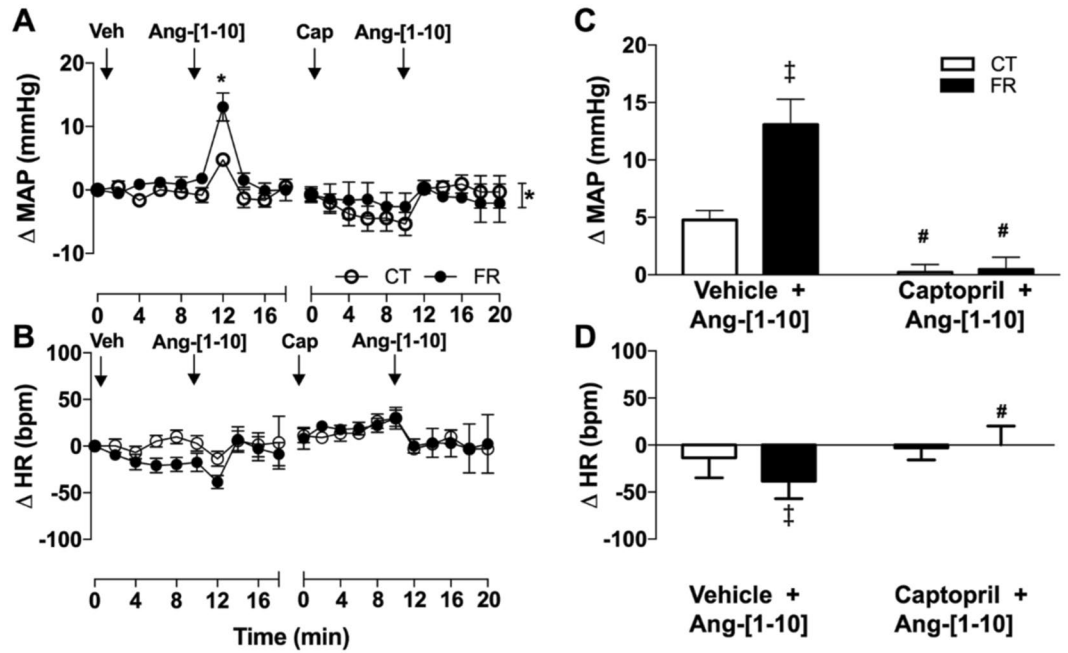 A
Veh Ang-[1-10] Cap Ang-[1-10]
20
10
0
-10
Δ MAP (mmHg)
*
*
CT FR
0 4 8 12 16 0 4 8 12 16 20
B
Veh Ang-[1-10] Cap Ang-[1-10]
100
50
0
-50
-100
Δ HR (bpm)
0 4 8 12 16 0 4 8 12 16 20
Time (min)
C
20
15
10
5
0
Δ MAP (mmHg)
CT
FR
‡
# #
Vehicle + Captopril +
Ang-[1-10] Ang-[1-10]
D
100
50
0
-50
-100
Δ HR (bpm)
#
‡
Vehicle + Captopril +
Ang-[1-10] Ang-[1-10]